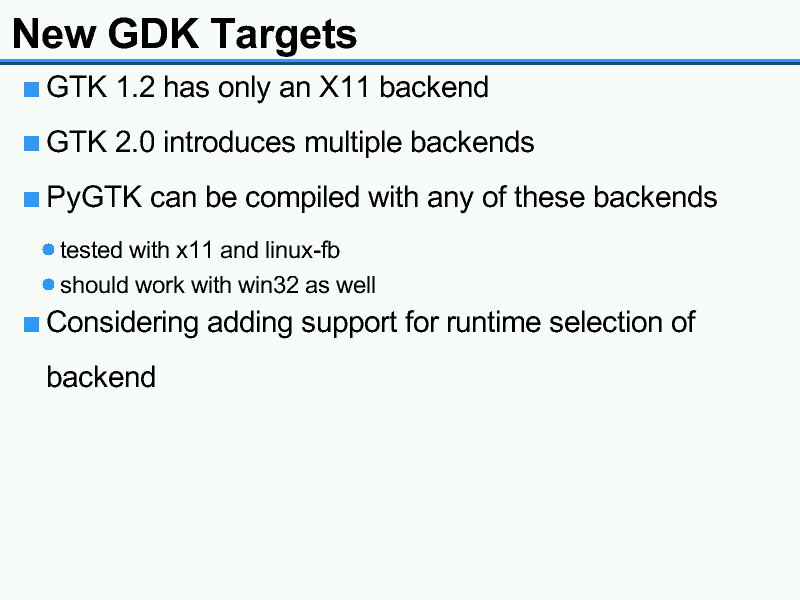 New GDK Targets
GTK 1.2 has only an X11 backend
GTK 2.0 introduces multiple backends
PyGTK can be compiled with any of these backends
tested with x11 and linux-fb
should work with win32 as well
Considering adding support for runtime selection of
backend